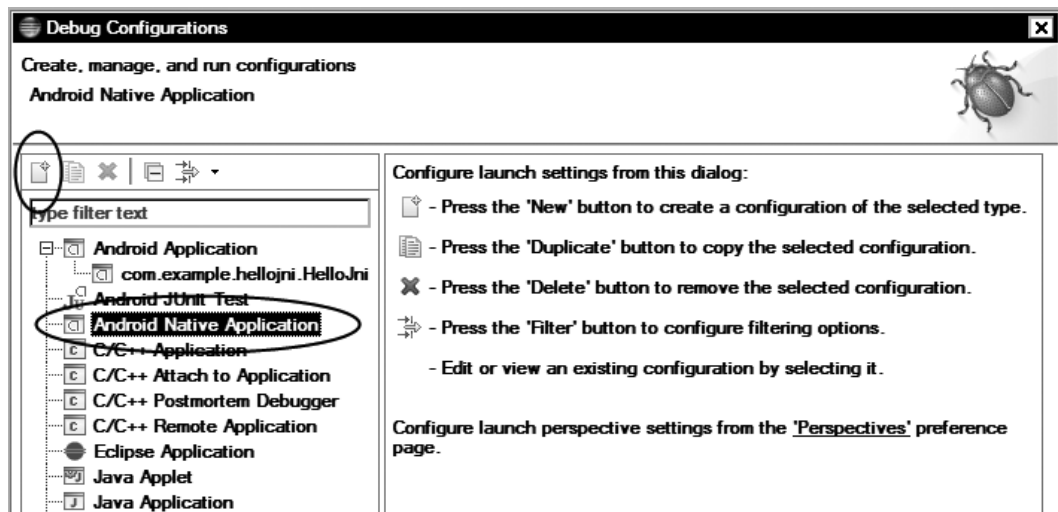 Debug Configurations
Create, manage, and run configurations
Android Native Application
type filter text
Android Application
com.example.hellojni.HelloJni
Android JUnit Test
Android Native Application
C/C++ Application
C/C++ Attach to Application
C/C++ Postmortem Debugger
C/C++ Remote Application
Eclipse Application
Java Applet
Java Application
Configure launch settings from this dialog:
- Press the 'New' button to create a configuration of the selected type.
- Press the 'Duplicate' button to copy the selected configuration.
- Press the 'Delete' button to remove the selected configuration.
- Press the 'Filter' button to configure filtering options.
- Edit or view an existing configuration by selecting it.
Configure launch perspective settings from the 'Perspectives' preference
page.